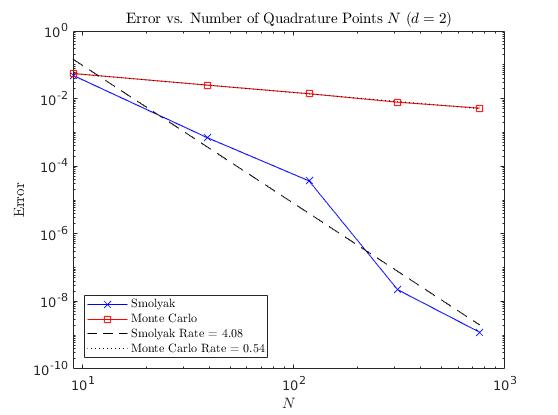 Error vs. Number of Quadrature Points N (d = 2)
10^0
10^-2
10^-4
10^-6
10^-8
10^-10
Error
Smolyak
Monte Carlo
Smolyak Rate = 4.08
Monte Carlo Rate = 0.54
10^1 10^2 10^3
N